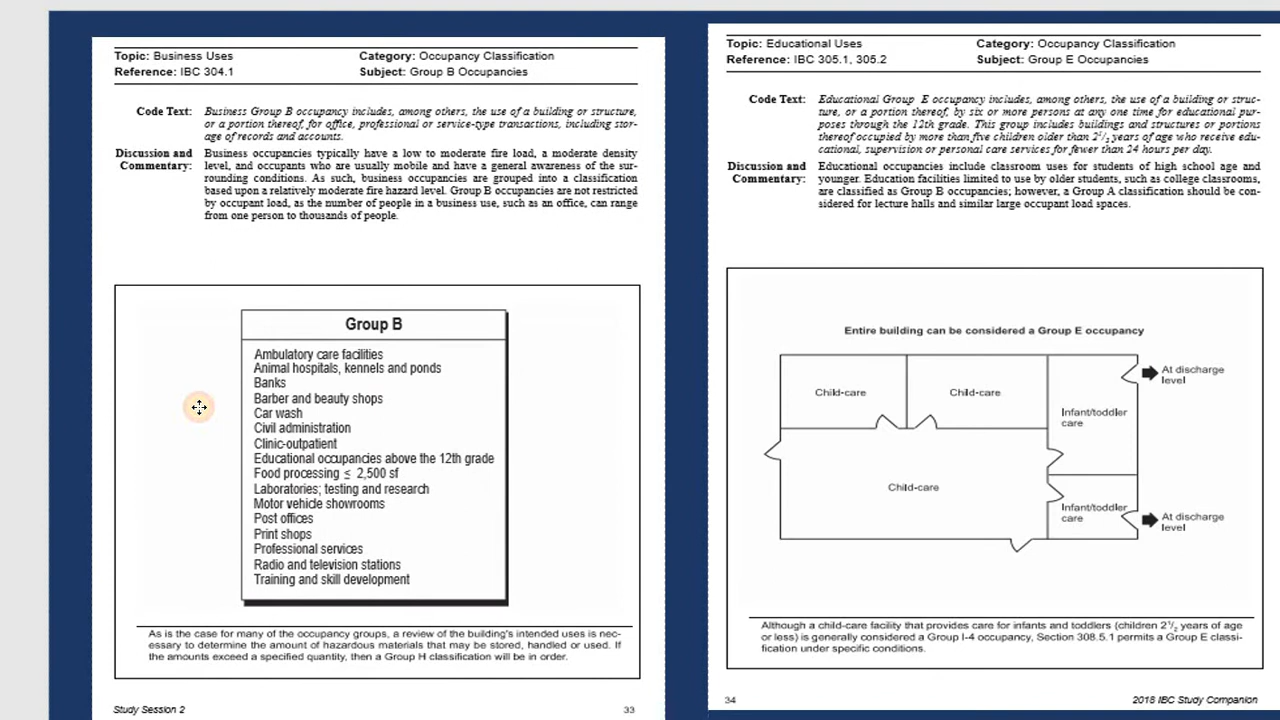 Topic: Business Uses
Category: Occupancy Classification
Reference: IBC 304.1
Subject: Group B Occupancies
Code Text: Business Group B occupancy includes, among others, the use of a building or structure,
or a portion thereof, for office, professional or service-type transactions, including stor-
age of records and accounts.
Discussion and Business occupancies typically have a low to moderate fire load, a moderate density
Commentary: level, and occupants who are usually mobile and have a general awareness of the sur-
rounding conditions. As such, business occupancies are grouped into a classification
based upon a relatively moderate fire hazard level. Group B occupancies are not restricted
by occupant load, as the number of people in a business use, such as an office, can range
from one person to thousands of people.
Group B
Ambulatory care facilities
Animal hospitals, kennels and ponds
Banks
Barber and beauty shops
Car wash
Civil administration
Clinic-outpatient
Educational occupancies above the 12th grade
Food processing ≤ 2,500 sf
Laboratories; testing and research
Motor vehicle showrooms
Post offices
Print shops
Professional services
Radio and television stations
Training and skill development
As is the case for many of the occupancy groups, a review of the building's intended uses is nec-
essary to determine the amount of hazardous materials that may be stored, handled or used. If
the amounts exceed a specified quantity, then a Group H classification will be in order.
Study Session 2
33
Topic: Educational Uses
Category: Occupancy Classification
Reference: IBC 305.1, 305.2
Subject: Group E Occupancies
Code Text: Educational Group E occupancy includes, among others, the use of a building or struc-
ture, or a portion thereof, by six or more persons at any one time for educational pur-
poses through the 12th grade. This group includes buildings and structures or portions
thereof occupied by more than five children older than 2 1/2 years of age who receive edu-
cational, supervision or personal care services for fewer than 24 hours per day.
Discussion and Educational occupancies include classroom uses for students of high school age and
Commentary: younger. Education facilities limited to use by older students, such as college classrooms,
are classified as Group B occupancies; however, a Group A classification should be con-
sidered for lecture halls and similar large occupant load spaces.
Entire building can be considered a Group E occupancy
Child-care
Child-care
At discharge
level
Infant/toddler
care
Child-care
Infant/toddler
care
At discharge
level
Although a child-care facility that provides care for infants and toddlers (children 2 1/2 years of age
or less) is generally considered a Group I-4 occupancy, Section 308.5.1 permits a Group E classi-
fication under specific conditions.
34
2018 IBC Study Companion